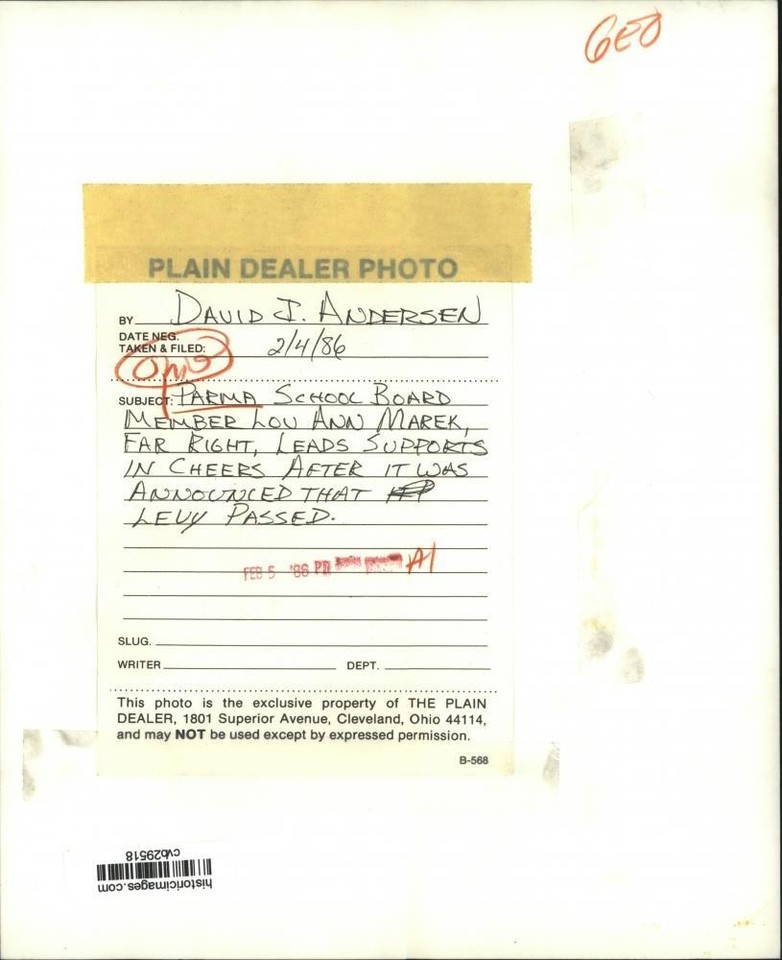 GEO
PLAIN DEALER PHOTO
BY DAVID J. ANDERSEN
DATE NEG.
TAKEN & FILED: 2/4/86
SUBJECT: PARMA SCHOOL BOARD
MEMBER LOU ANN MAREK,
FAR RIGHT, LEADS SUPPORTS
IN CHEERS AFTER IT WAS
ANNOUNCED THAT
LEVY PASSED.
FEB 5 '86 PD A1
SLUG.
WRITER DEPT.
This photo is the exclusive property of THE PLAIN
DEALER, 1801 Superior Avenue, Cleveland, Ohio 44114,
and may NOT be used except by expressed permission.
B-568
historicimages.com
cvb29518